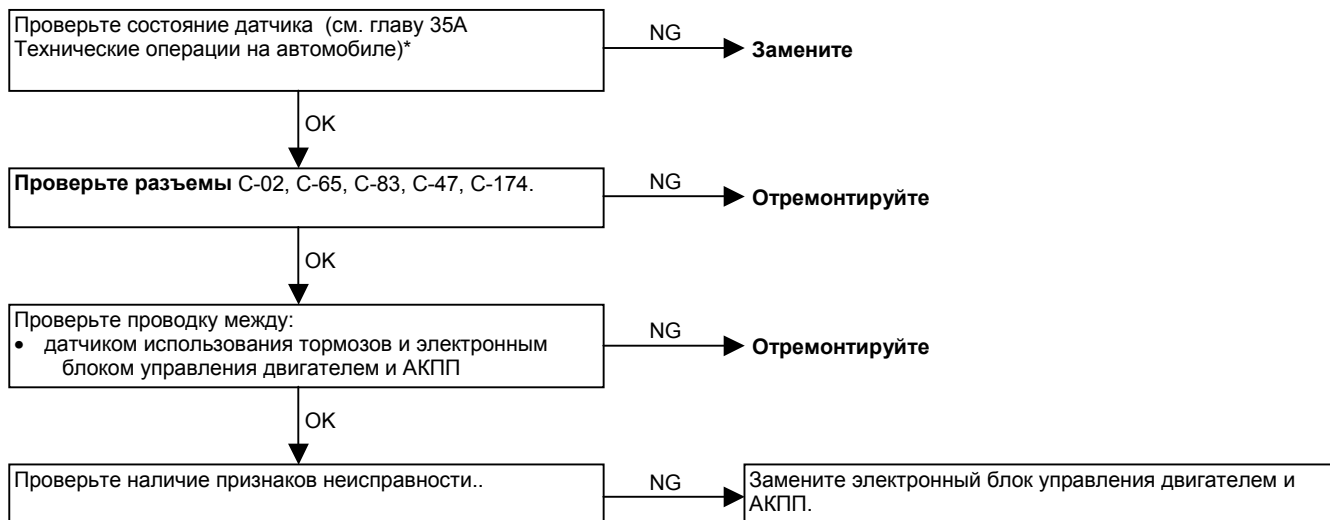 Проверьте состояние датчика (см. главу 35A
Технические операции на автомобиле)*
NG
Замените
OK
Проверьте разъемы С-02, С-65, С-83, С-47, С-174.
NG
Отремонтируйте
OK
Проверьте проводку между:
• датчиком использования тормозов и электронным
блоком управления двигателем и АКПП
NG
Отремонтируйте
OK
Проверьте наличие признаков неисправности..
NG
Замените электронный блок управления двигателем и
АКПП.